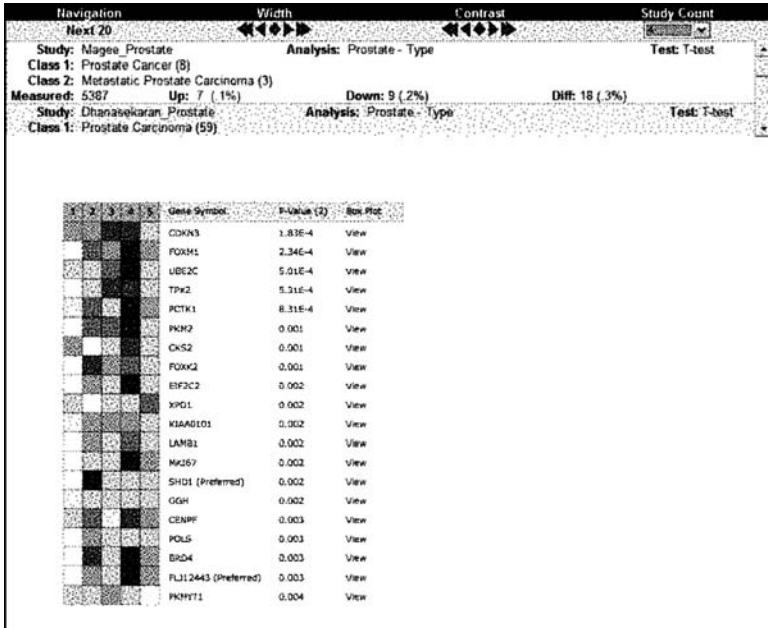 Navigation Width Contrast Study Count
Next 20
Study: Magee_Prostate Analysis: Prostate - Type Test: T-test
Class 1: Prostate Cancer (8)
Class 2: Metastatic Prostate Carcinoma (3)
Measured: 5387 Up: 7 (.1%) Down: 9 (.2%) Diff: 18 (.3%)
Study: Dhanasekaran_Prostate Analysis: Prostate - Type Test: T-test
Class 1: Prostate Carcinoma (59)
1 2 3 4 5 Gene Symbol P-Value (2) Box Plot
CDKN3 1.83E-4 View
FOXM1 2.34E-4 View
UBE2C 5.01E-4 View
TPX2 5.31E-4 View
PCTK1 8.31E-4 View
PKM2 0.001 View
CKS2 0.001 View
FOXK2 0.001 View
EIF2C2 0.002 View
XPO1 0.002 View
KIAA0101 0.002 View
LAMB1 0.002 View
MKI67 0.002 View
SHD1 (Preferred) 0.002 View
GGH 0.002 View
CENPF 0.003 View
POLS 0.003 View
BRD4 0.003 View
FLJ12443 (Preferred) 0.003 View
PKMYT1 0.004 View